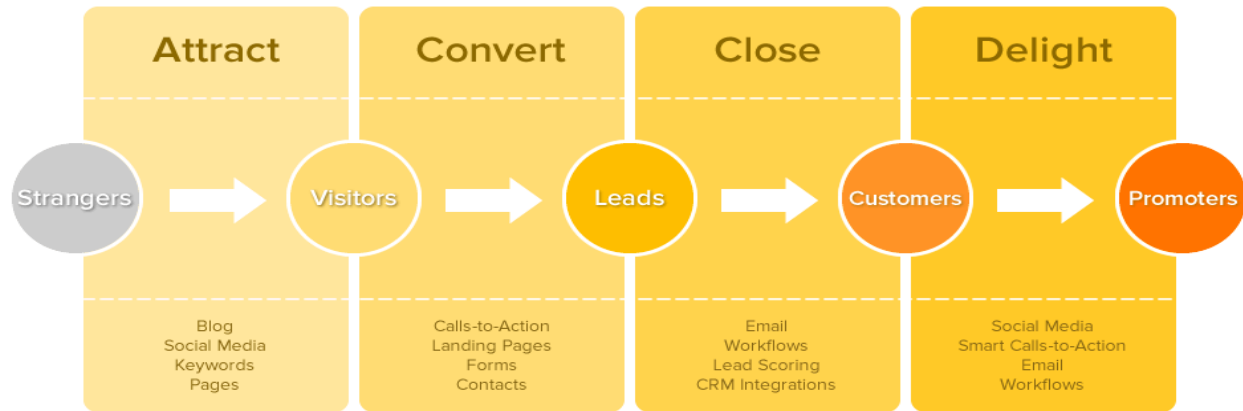 Attract
Convert
Close
Delight
Strangers
Visitors
Leads
Customers
Promoters
Blog
Social Media
Keywords
Pages
Calls-to-Action
Landing Pages
Forms
Contacts
Email
Workflows
Lead Scoring
CRM Integrations
Social Media
Smart Calls-to-Action
Email
Workflows